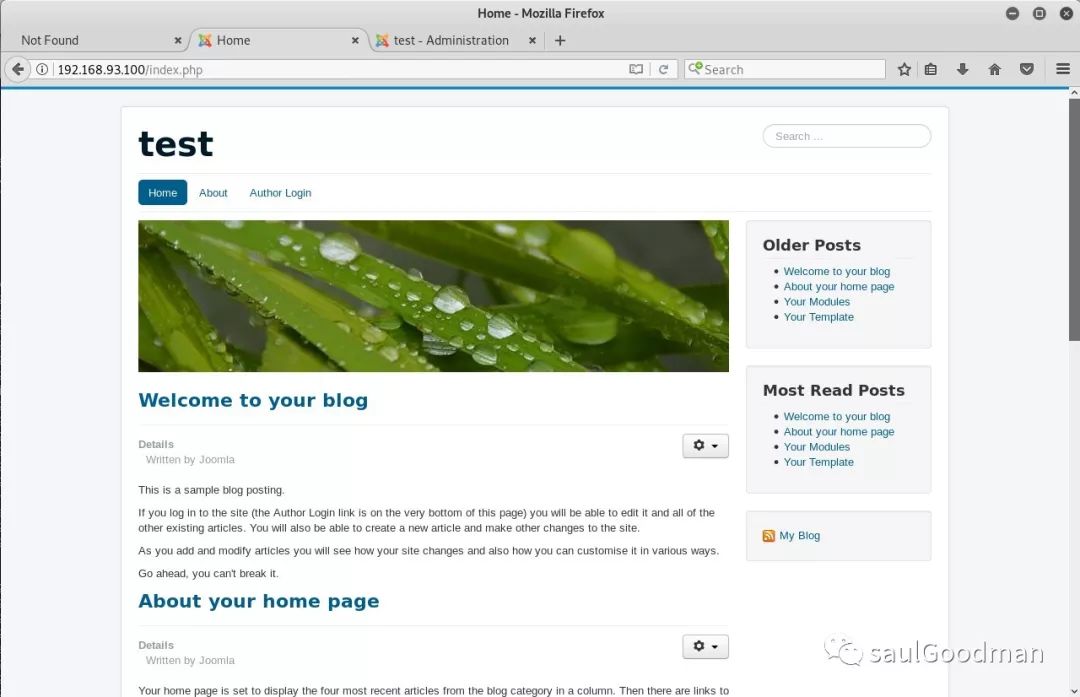 Home - Mozilla Firefox
Not Found
Home
test - Administration
192.168.93.100/index.php
Search
test
Search ...
Home About Author Login
Older Posts
Welcome to your blog
About your home page
Your Modules
Your Template
Most Read Posts
Welcome to your blog
About your home page
Your Modules
Your Template
My Blog
Welcome to your blog
Details
Written by Joomla
This is a sample blog posting.
If you log in to the site (the Author Login link is on the very bottom of this page) you will be able to edit it and all of the
other existing articles. You will also be able to create a new article and make other changes to the site.
As you add and modify articles you will see how your site changes and also how you can customise it in various ways.
Go ahead, you can't break it.
About your home page
Details
Written by Joomla
Your home page is set to display the four most recent articles from the blog category in a column. Then there are links to
saulGoodman